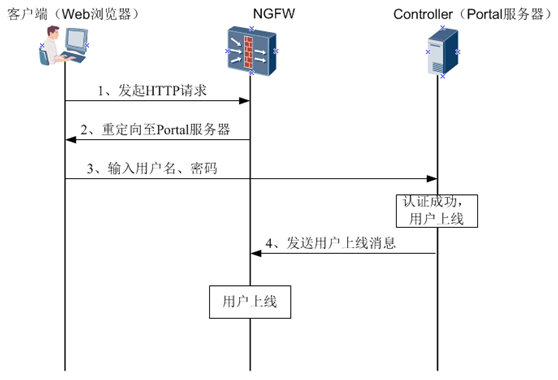 客户端（Web浏览器）
NGFW
Controller（Portal服务器）
1、发起HTTP请求
2、重定向至Portal服务器
3、输入用户名、密码
认证成功，
用户上线
4、发送用户上线消息
用户上线